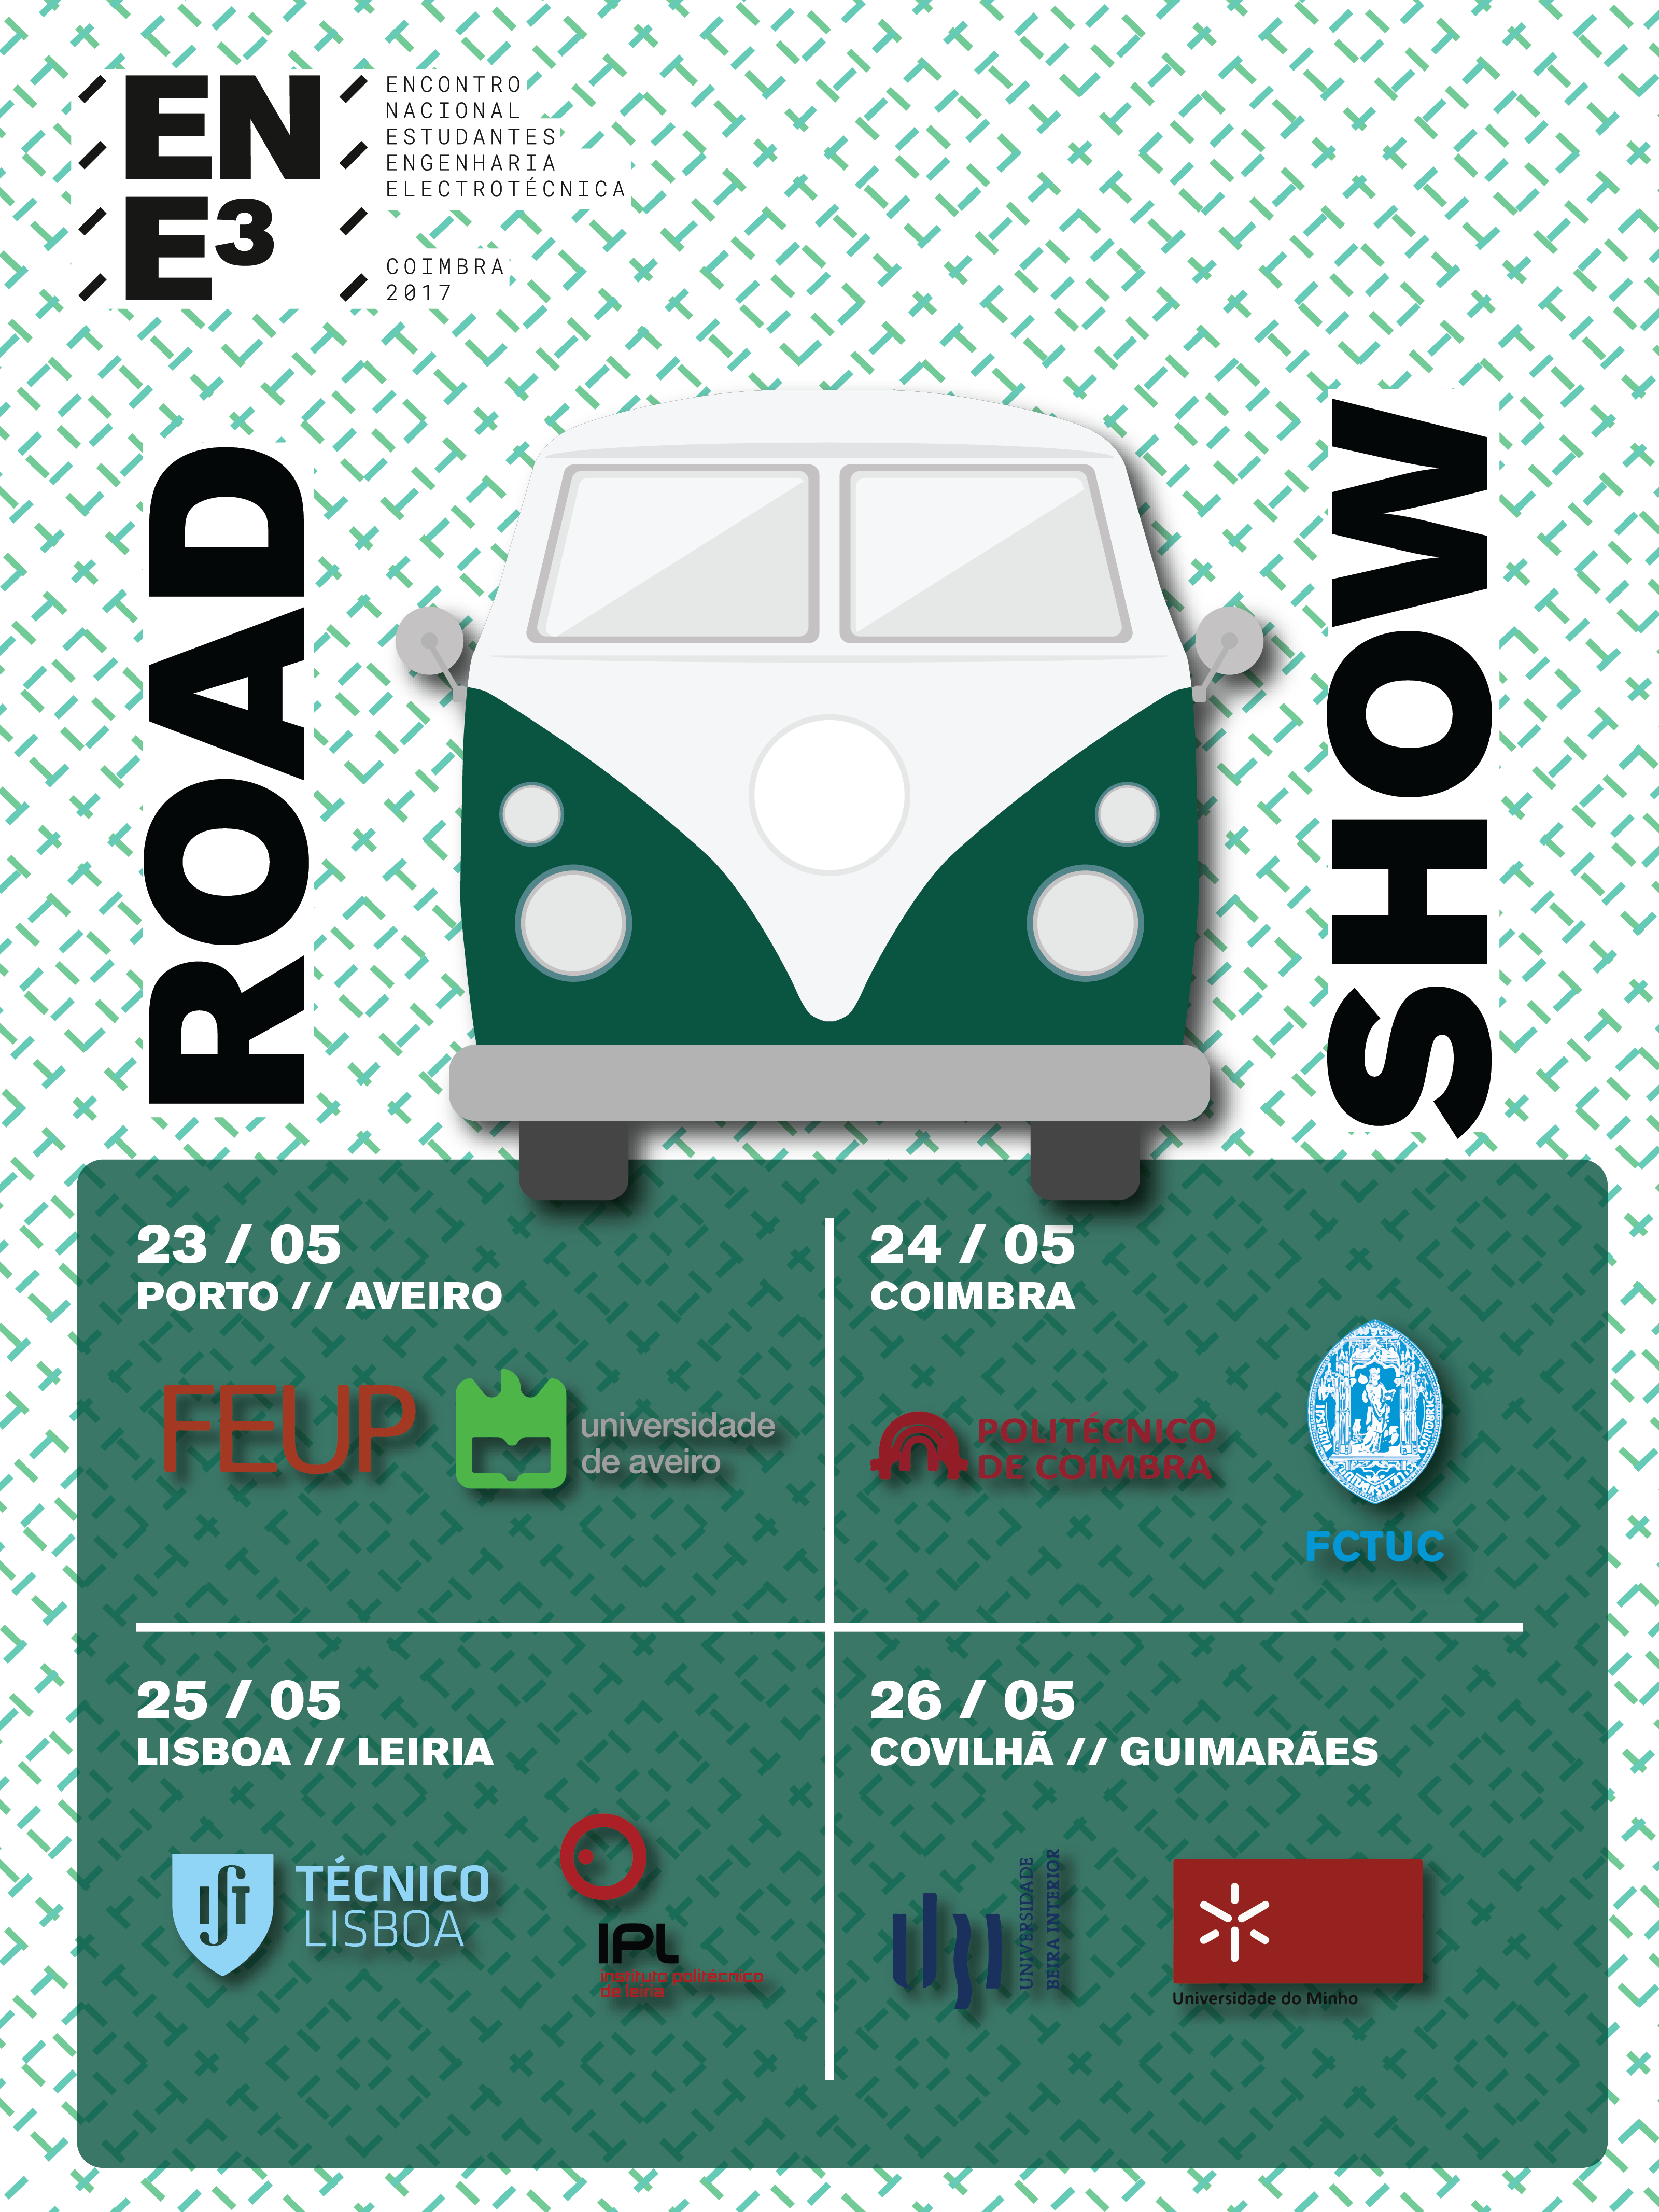 EN
E³
ENCONTRO
NACIONAL
ESTUDANTES
ENGENHARIA
ELECTROTÉCNICA
COIMBRA
2017
ROAD
SHOW
23 / 05
PORTO // AVEIRO
FEUP
universidade
de aveiro
24 / 05
COIMBRA
POLITÉCNICO
DE COIMBRA
FCTUC
25 / 05
LISBOA // LEIRIA
IST
TÉCNICO
LISBOA
IPL
instituto politécnico
de leiria
26 / 05
COVILHÃ // GUIMARÃES
UNIVERSIDADE
BEIRA INTERIOR
Universidade do Minho